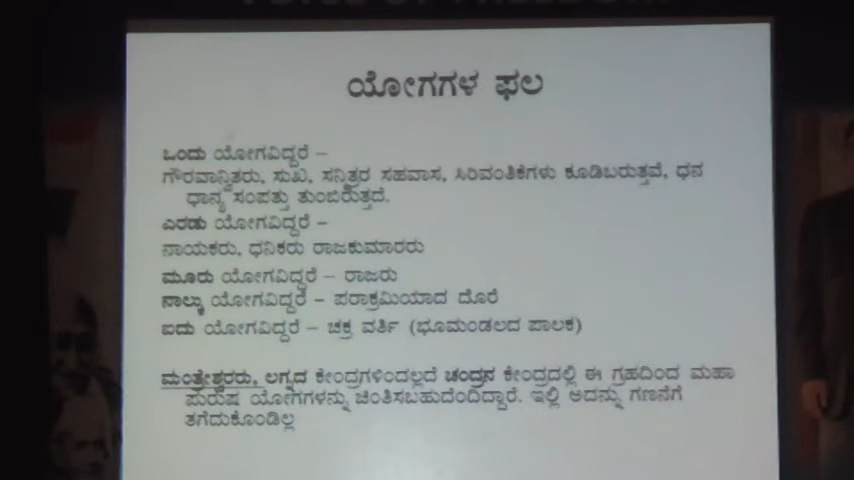 ಯೋಗಗಳ ಫಲ
ಒಂದು ಯೋಗವಿದ್ದರೆ –
ಗೌರವಾನ್ವಿತರು, ಸುಖ, ಸನ್ಮಿತ್ರರ ಸಹವಾಸ, ಸಿರಿವಂತಿಕೆಗಳು ಕೂಡಿಬರುತ್ತವೆ, ಧನ
ಧಾನ್ಯ ಸಂಪತ್ತು ತುಂಬಿರುತ್ತದೆ.
ಎರಡು ಯೋಗವಿದ್ದರೆ –
ನಾಯಕರು, ಧನಿಕರು ರಾಜಕುಮಾರರು
ಮೂರು ಯೋಗವಿದ್ದರೆ – ರಾಜರು
ನಾಲ್ಕು ಯೋಗವಿದ್ದರೆ – ಪರಾಕ್ರಮಿಯಾದ ದೊರೆ
ಐದು ಯೋಗವಿದ್ದರೆ – ಚಕ್ರ ವರ್ತಿ (ಭೂಮಂಡಲದ ಪಾಲಕ)
ಮಂತ್ರೇಶ್ವರರು, ಲಗ್ನದ ಕೇಂದ್ರಗಳಿಂದಲ್ಲದೆ ಚಂದ್ರನ ಕೇಂದ್ರದಲ್ಲಿ ಈ ಗ್ರಹದಿಂದ ಮಹಾ
ಪುರುಷ ಯೋಗಗಳನ್ನು ಚಿಂತಿಸಬಹುದೆಂದಿದ್ದಾರೆ. ಇಲ್ಲಿ ಅದನ್ನು ಗಣನೆಗೆ
ತೆಗೆದುಕೊಂಡಿಲ್ಲ